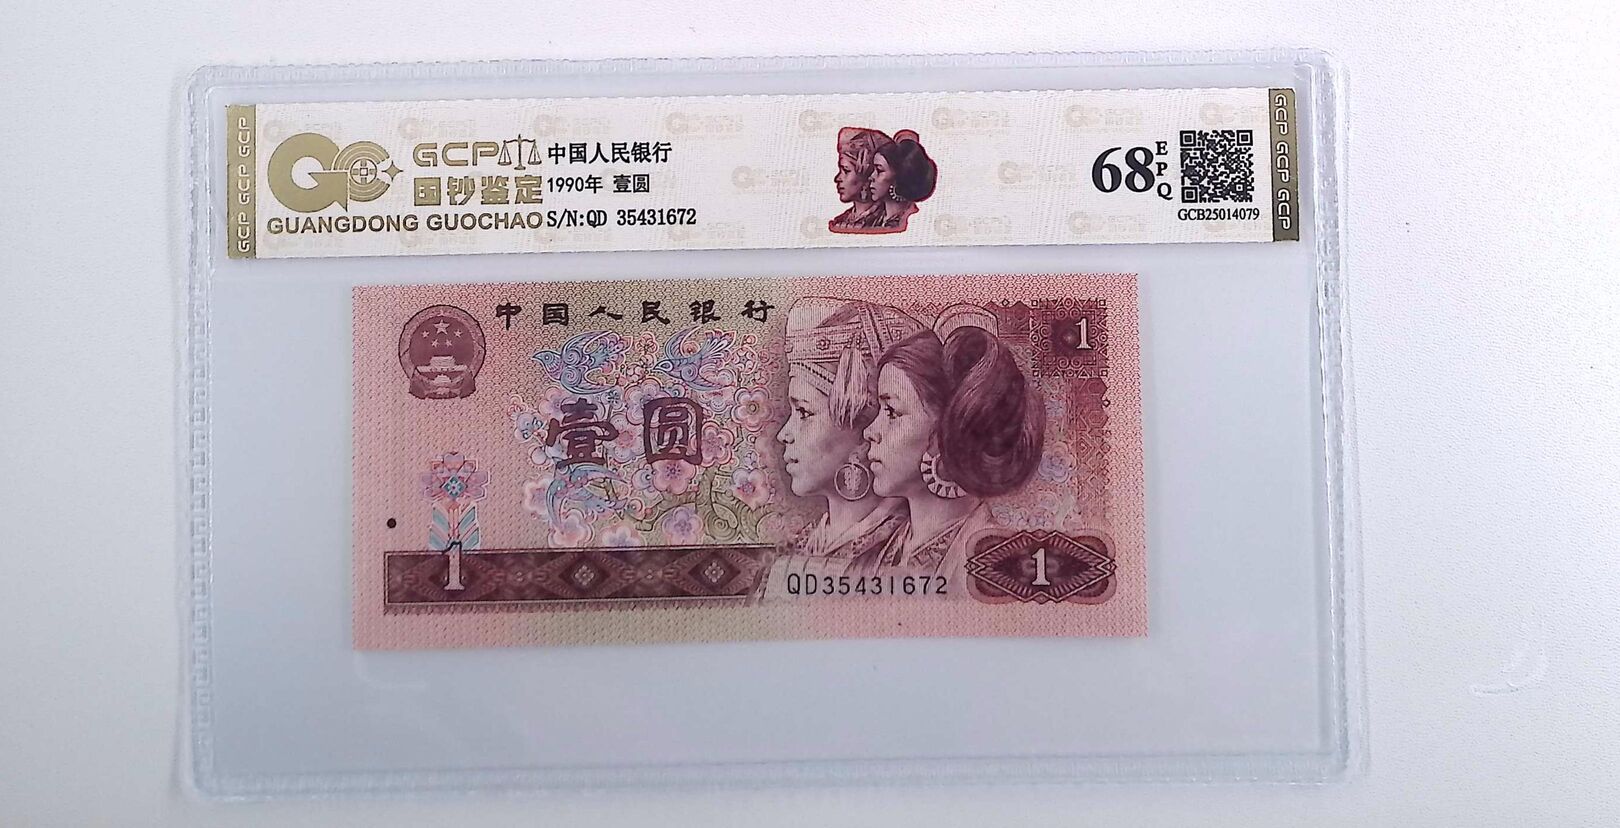 GCP GCP GCP
GCP 中国人民银行
国钞鉴定 1990年 壹圆
GUANGDONG GUOCHAO S/N:QD 35431672
68 EPQ
GCB25014079
GCP GCP GCP
中国人民银行
1
壹圆
1
QD35431672
1